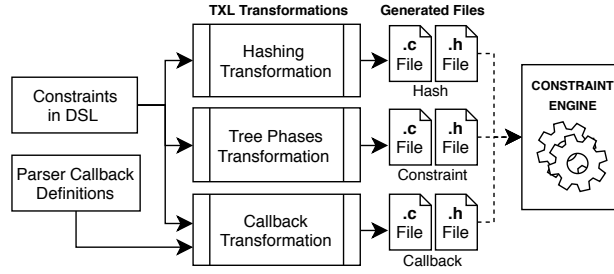 TXL Transformations
Generated Files
Constraints
in DSL
Parser Callback
Definitions
Hashing
Transformation
.c
File
.h
File
Hash
Tree Phases
Transformation
.c
File
.h
File
Constraint
Callback
Transformation
.c
File
.h
File
Callback
CONSTRAINT
ENGINE